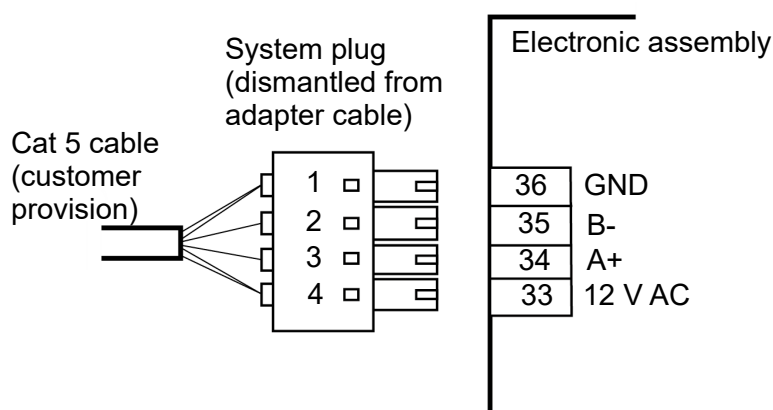 Electronic assembly
System plug
(dismantled from
adapter cable)
Cat 5 cable
(customer
provision)
1
2
3
4
36 GND
35 B-
34 A+
33 12 V AC